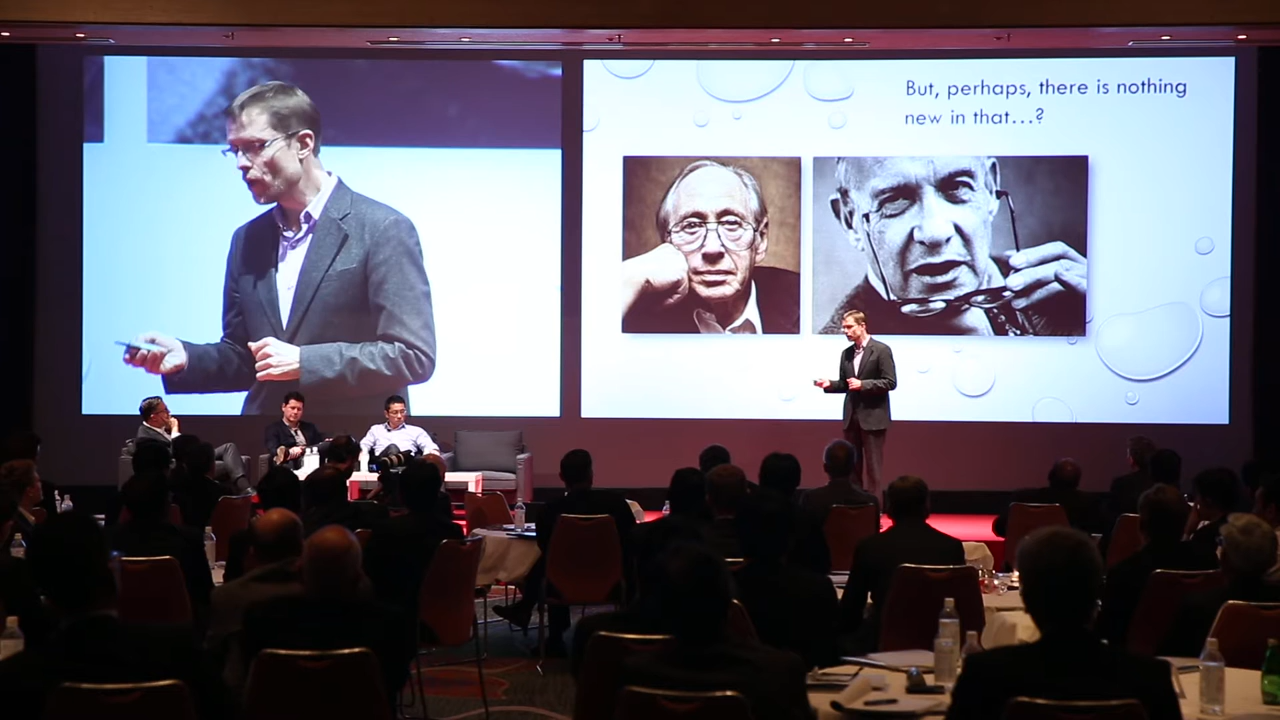 But, perhaps, there is nothing
new in that...?